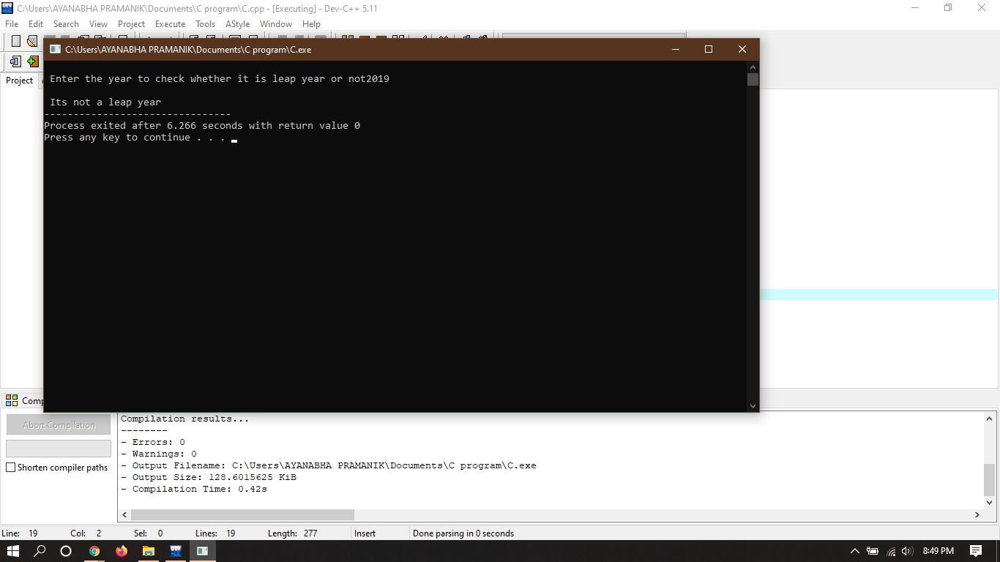 C:\Users\AYANABHA PRAMANIK\Documents\C program\C.cpp - [Executing] - Dev-C++ 5.11
File Edit Search View Project Execute Tools AStyle Window Help
C:\Users\AYANABHA PRAMANIK\Documents\C program\C.exe
Project
Enter the year to check whether it is leap year or not2019
Its not a leap year
--------------------------------
Process exited after 6.266 seconds with return value 0
Press any key to continue . . .
Comp
Abort Compilation
Shorten compiler paths
Compilation results...
--------
- Errors: 0
- Warnings: 0
- Output Filename: C:\Users\AYANABHA PRAMANIK\Documents\C program\C.exe
- Output Size: 128.6015625 KiB
- Compilation Time: 0.42s
Line: 19 Col: 2 Sel: 0 Lines: 19 Length: 277 Insert Done parsing in 0 seconds
DEV
8:49 PM